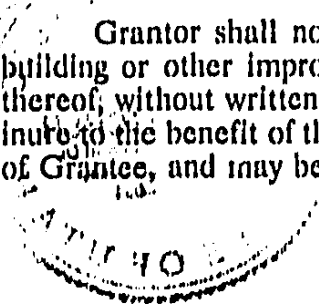 Grantor shall no
building or other impro
thereof, without written
inure to the benefit of th
of Grantee, and may be